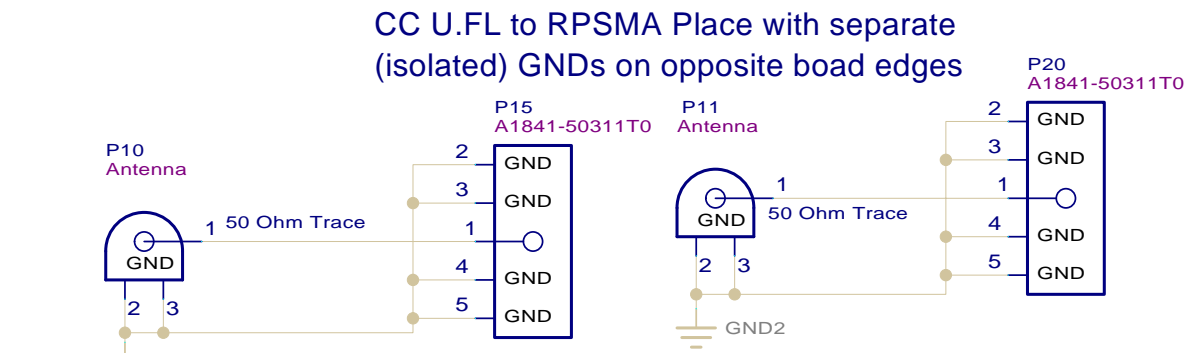 CC U.FL to RPSMA Place with separate
(isolated) GNDs on opposite boad edges
P10
Antenna
GND
1
50 Ohm Trace
2
3
P15
A1841-50311T0
2
GND
3
GND
1
4
GND
5
GND
P11
Antenna
GND
1
50 Ohm Trace
2
3
GND2
P20
A1841-50311T0
2
GND
3
GND
1
4
GND
5
GND